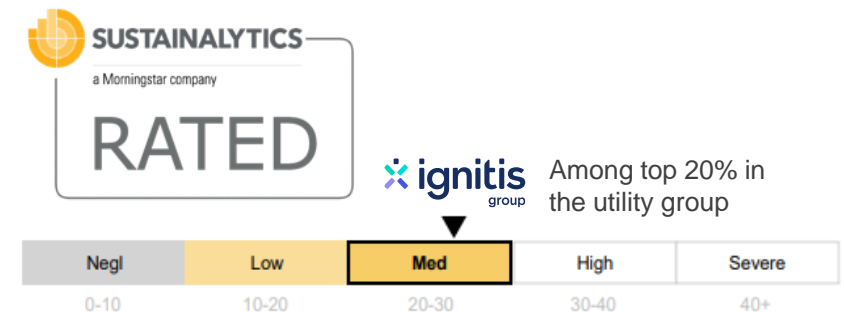 SUSTAINALYTICS
a Morningstar company
RATED
ignitis
group
Among top 20% in
the utility group
Negl Low Med High Severe
0-10 10-20 20-30 30-40 40+